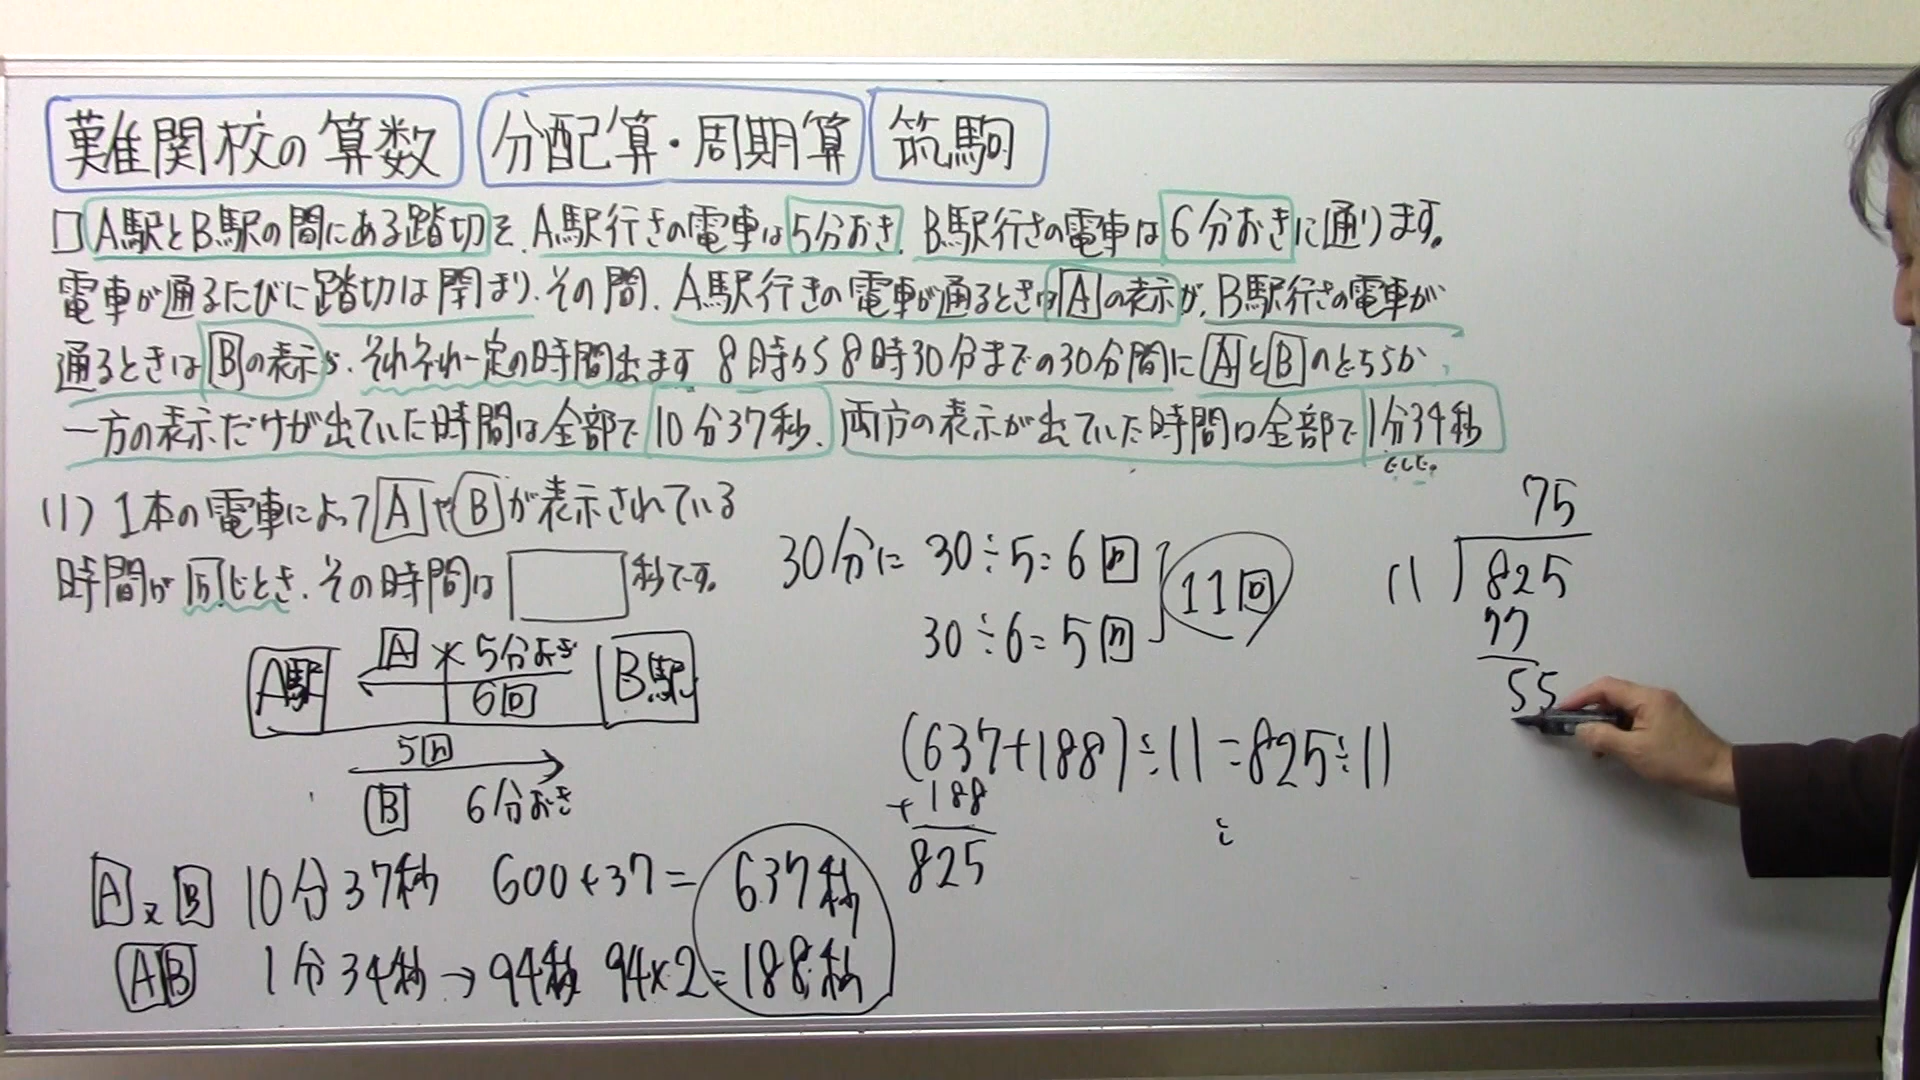 難関校の算数 分配算・周期算 筑駒
□A駅とB駅の間にある踏切を、A駅行きの電車は5分おき、B駅行きの電車は6分おきに通ります。
電車が通るたびに踏切は閉まり、その間、A駅行きの電車が通るときはAの表示が、B駅行きの電車が
通るときはBの表示が、それぞれ一定の時間出ます 8時から8時30分までの30分間にAとBのどちらか
一方の表示だけが出ていた時間は全部で10分37秒、両方の表示が出ていた時間は全部で1分34秒
でした。
(1) 1本の電車によってAやBが表示されている
時間が同じとき、その時間は□秒です。
A駅 A 5分おき B駅
6回
5回
B 6分おき
A 10分37秒 600+37=637秒
B
AB 1分34秒→94秒 94×2=188秒
30分に 30÷5=6回
30÷6=5回
11回
(637+188)÷11=825÷11
+188
825
75
11)825
77
55